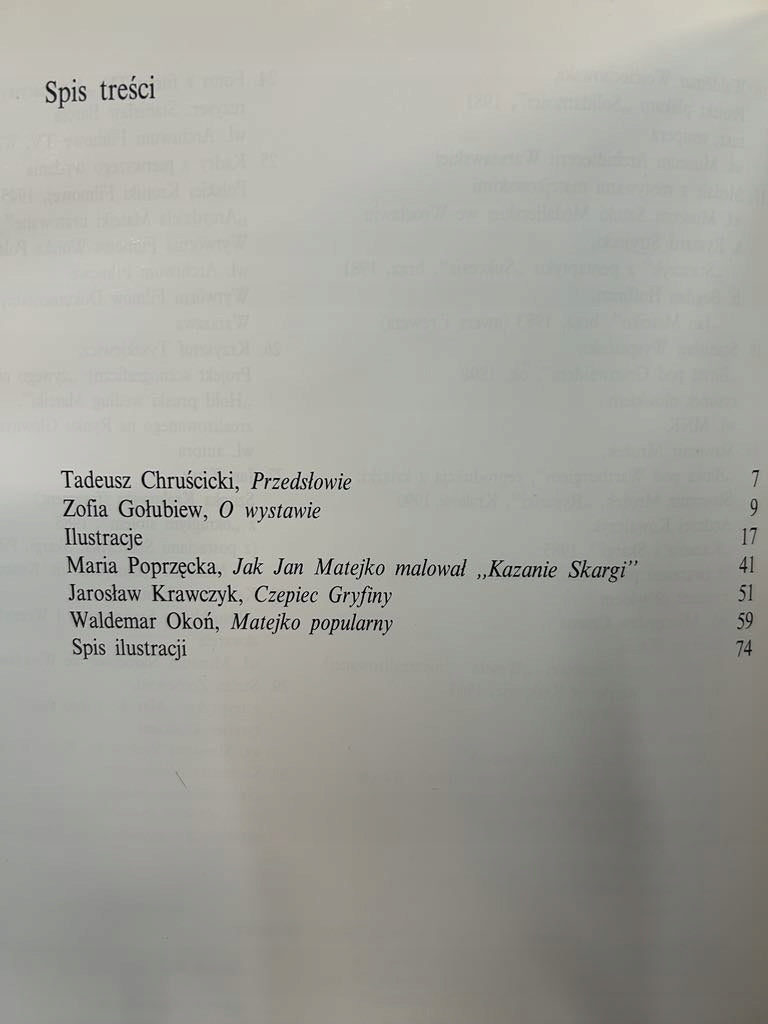 Spis treści
Tadeusz Chruścicki, Przedsłowie 7
Zofia Gołubiew, O wystawie 9
Ilustracje 17
Maria Poprzęcka, Jak Jan Matejko malował „Kazanie Skargi” 41
Jarosław Krawczyk, Czepiec Gryfiny 51
Waldemar Okoń, Matejko popularny 59
Spis ilustracji 74